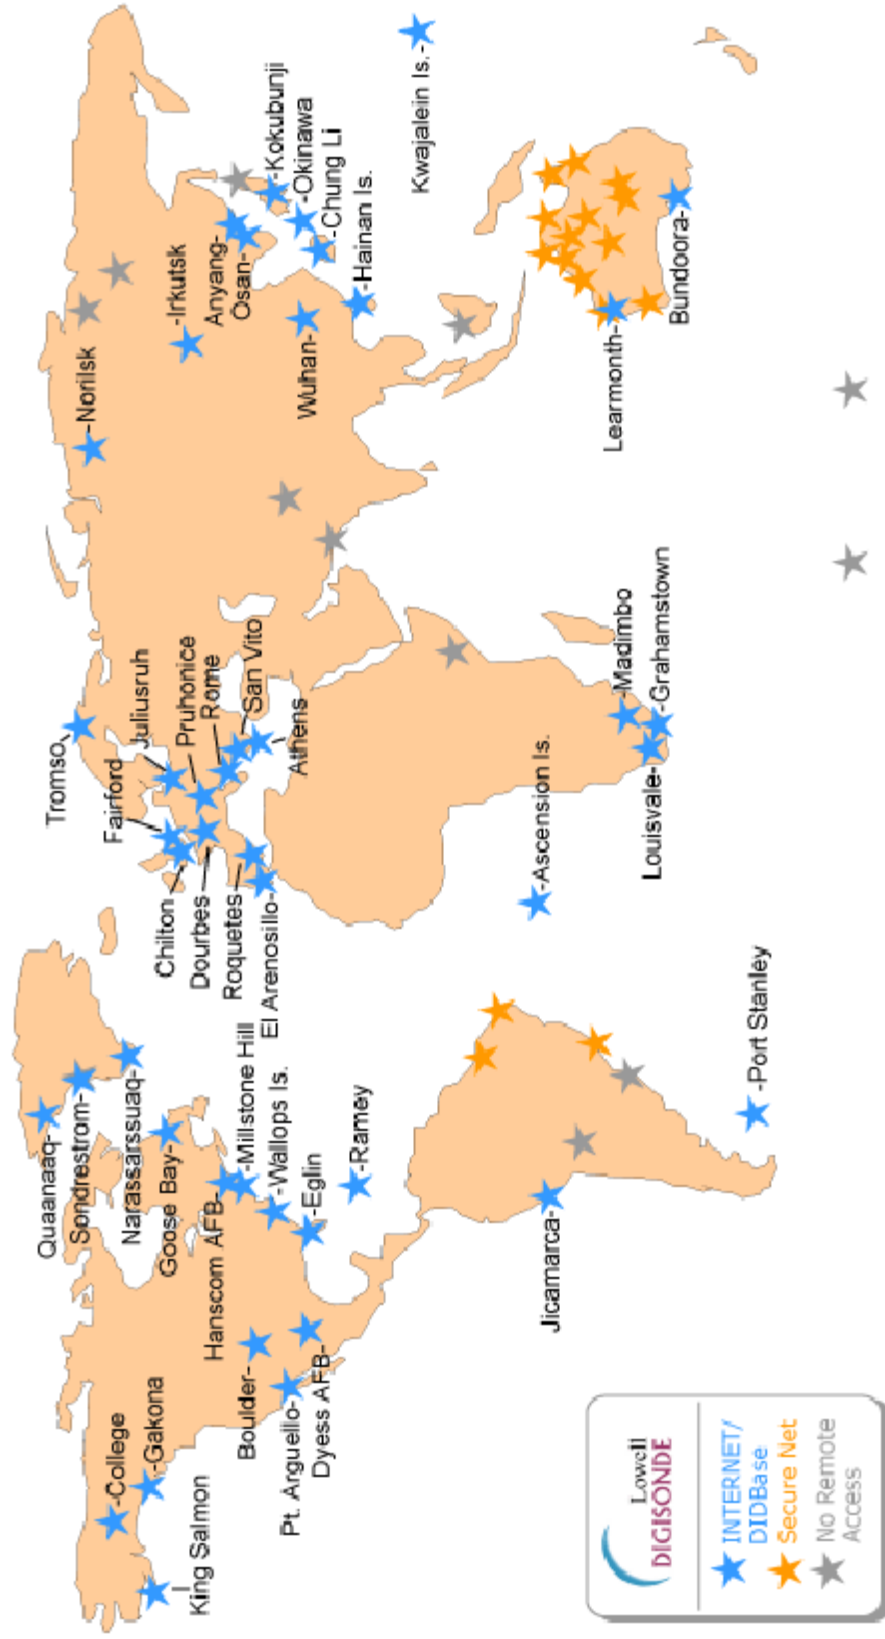 Quaanaaq-
Sondrestrom-
Narassarssuaq-
Goose Bay-
Hanscom AFB-
-Millstone Hill
-Wallops Is.
-Eglin
-Ramey
Boulder-
Pt. Arguello-
Dyess AFB-
-College
-Gakona
King Salmon
Jicamarca-
-Port Stanley
-Ascension Is.
Tromso
Fairford
Juliusruh
Pruhonice
Rome
San Vito
Athens
Chilton
Dourbes
Roquetes
El Arenosillo-
-Madimbo
-Grahamstown
Louisvale-
-Norilsk
-Irkutsk
Anyang-
Osan-
-Kokubunji
-Okinawa
-Chung Li
-Hainan Is.
Wuhan-
Kwajalein Is.-
Learmonth-
Bundoora-
Lowell
DIGISONDE
INTERNET/
DIDBase
Secure Net
No Remote
Access